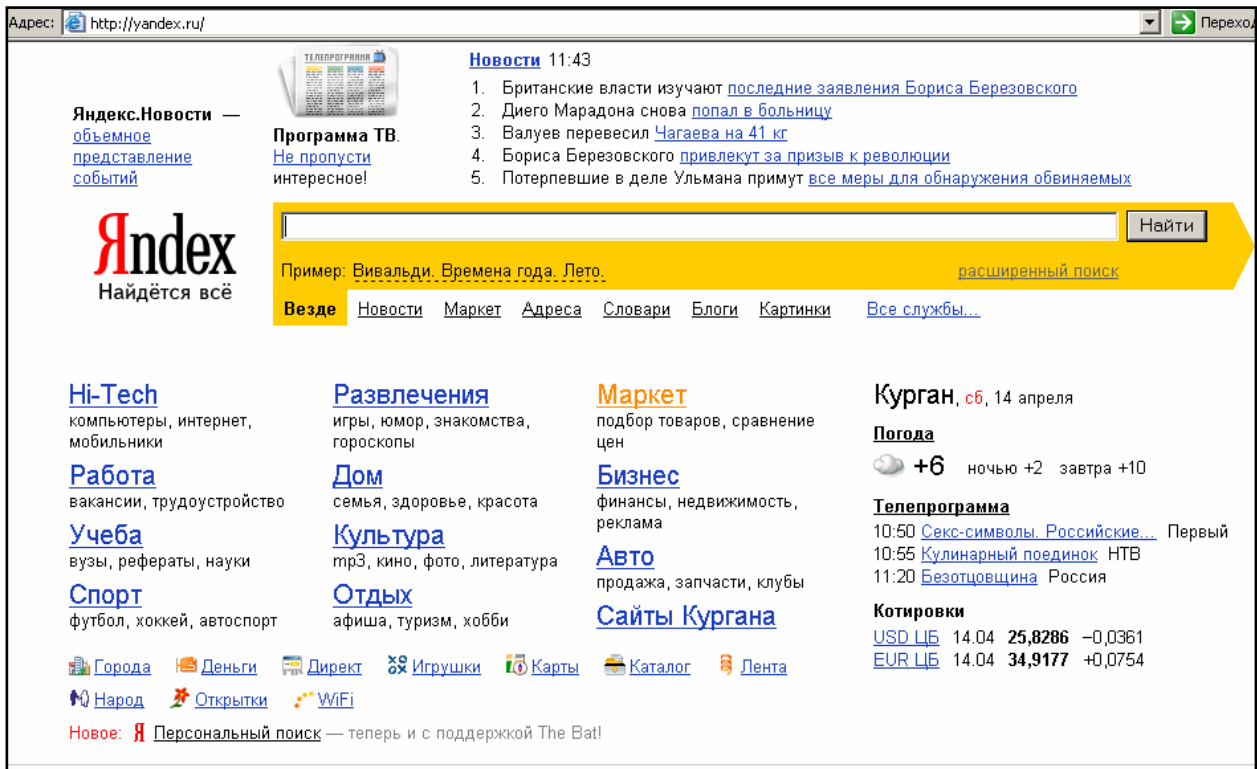 Адрес: http://yandex.ru/ Переход
ТЕЛЕПРОГРАММА
Яндекс.Новости —
объемное
представление
событий
Программа ТВ.
Не пропусти
интересное!
Новости 11:43
1. Британские власти изучают последние заявления Бориса Березовского
2. Диего Марадона снова попал в больницу
3. Валуев перевесил Чагаева на 41 кг
4. Бориса Березовского привлекут за призыв к революции
5. Потерпевшие в деле Ульмана примут все меры для обнаружения обвиняемых
Яndex
Найдётся всё
Найти
Пример: Вивальди. Времена года. Лето. расширенный поиск
Везде Новости Маркет Адреса Словари Блоги Картинки Все службы...
Hi-Tech
компьютеры, интернет,
мобильники
Работа
вакансии, трудоустройство
Учеба
вузы, рефераты, науки
Спорт
футбол, хоккей, автоспорт
Развлечения
игры, юмор, знакомства,
гороскопы
Дом
семья, здоровье, красота
Культура
mp3, кино, фото, литература
Отдых
афиша, туризм, хобби
Маркет
подбор товаров, сравнение
цен
Бизнес
финансы, недвижимость,
реклама
Авто
продажа, запчасти, клубы
Сайты Кургана
Курган, сб, 14 апреля
Погода
+6 ночью +2 завтра +10
Телепрограмма
10:50 Секс-символы. Российские... Первый
10:55 Кулинарный поединок НТВ
11:20 Безотцовщина Россия
Котировки
USD ЦБ 14.04 25,8286 −0,0361
EUR ЦБ 14.04 34,9177 +0,0754
Города Деньги Директ Игрушки Карты Каталог Лента
Народ Открытки WiFi
Новое: Я Персональный поиск — теперь и с поддержкой The Bat!